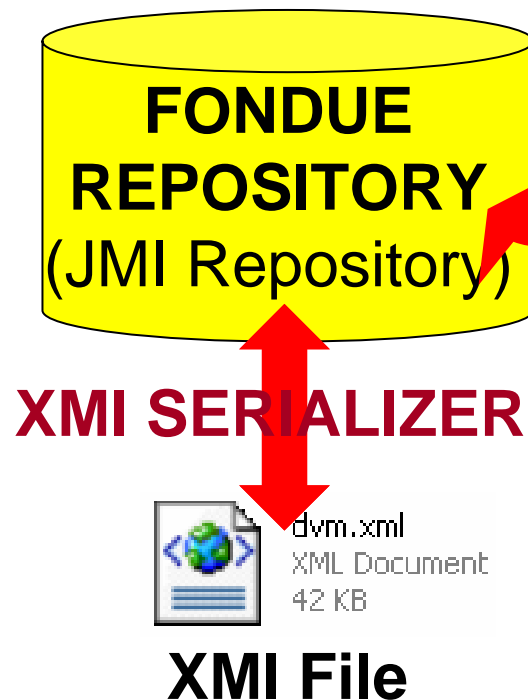 FONDUE
REPOSITORY
(JMI Repository)
XMI SERIALIZER
dvm.xml
XML Document
42 KB
XMI File